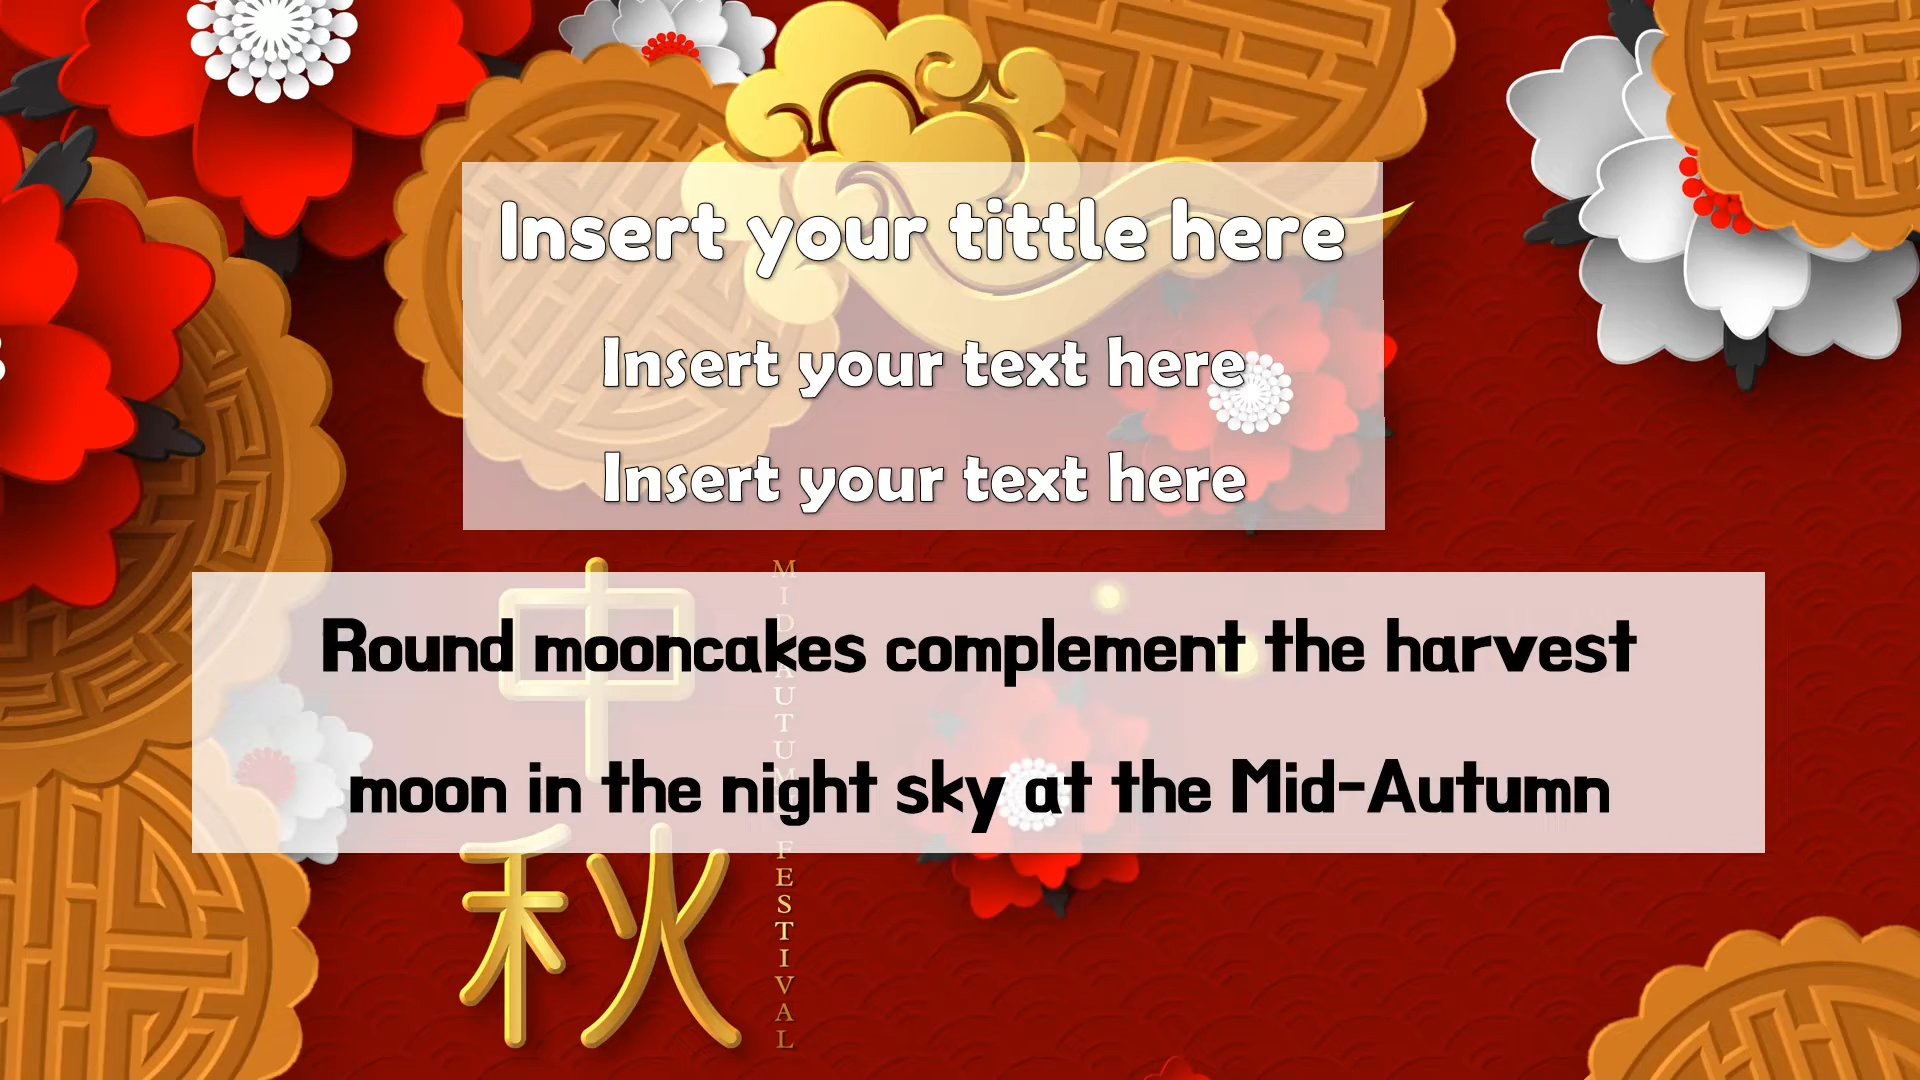 Insert your tittle here
Insert your text here
Insert your text here
Round mooncakes complement the harvest
moon in the night sky at the Mid-Autumn
中秋
MID AUTUMN FESTIVAL